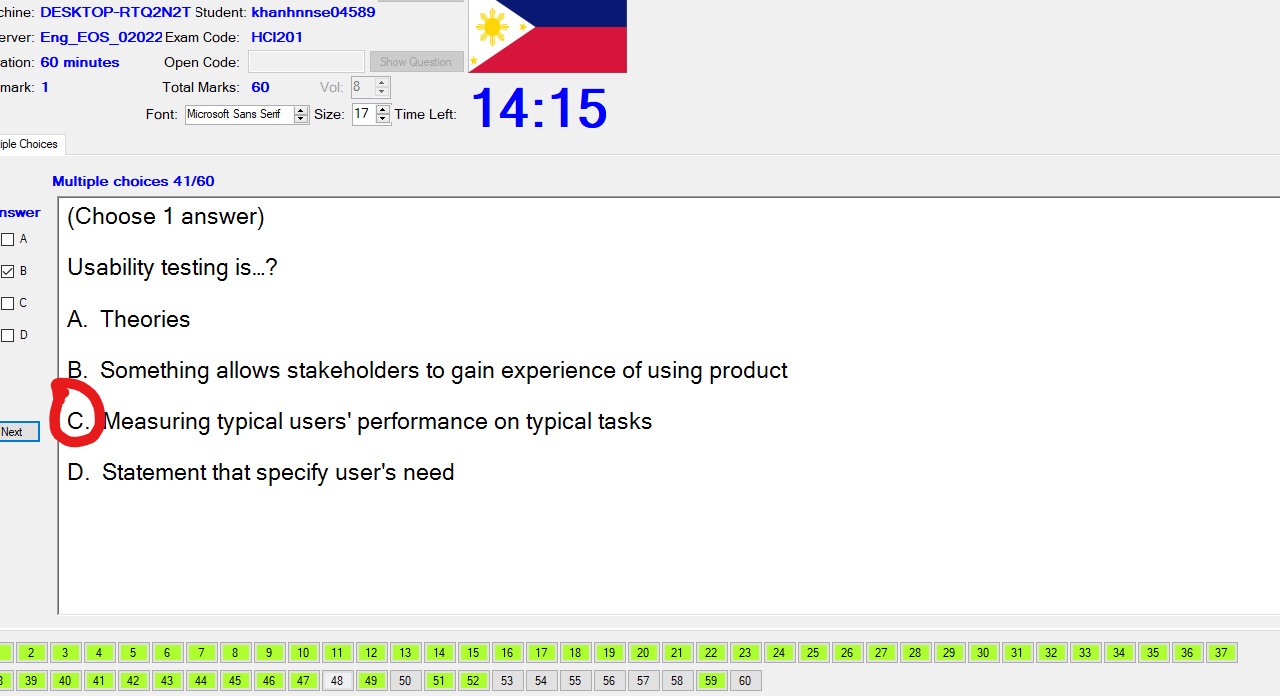 chine: DESKTOP-RTQ2N2T Student: khanhnnse04589
erver: Eng_EOS_02022 Exam Code: HCI201
ation: 60 minutes Open Code: Show Question
mark: 1 Total Marks: 60 Vol: 8
Font: Microsoft Sans Serif Size: 17 Time Left: 14:15
iple Choices
Multiple choices 41/60
nswer
(Choose 1 answer)
A
Usability testing is...?
B
C
A. Theories
D
B. Something allows stakeholders to gain experience of using product
C. Measuring typical users' performance on typical tasks
Next
D. Statement that specify user's need
2 3 4 5 6 7 8 9 10 11 12 13 14 15 16 17 18 19 20 21 22 23 24 25 26 27 28 29 30 31 32 33 34 35 36 37
39 40 41 42 43 44 45 46 47 48 49 50 51 52 53 54 55 56 57 58 59 60